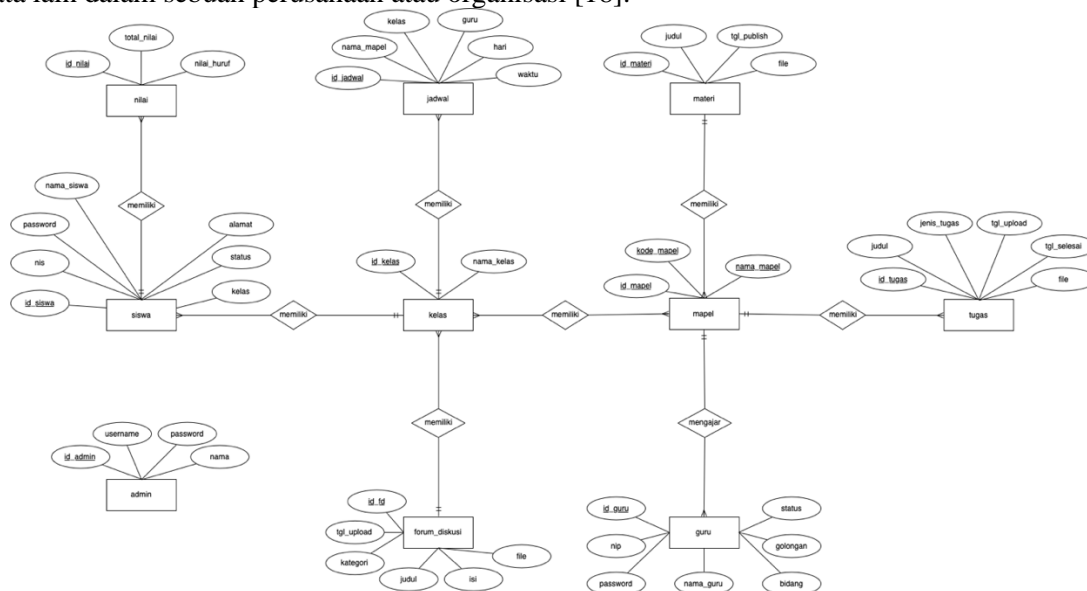 ata lain dalam sebuah perusahaan atau organisasi [18].
total_nilai
id_nilai
nilai_huruf
nilai
kelas
guru
nama_mapel
hari
id_jadwal
waktu
jadwal
judul
tgl_publish
id_materi
file
materi
memiliki
memiliki
memiliki
nama_siswa
password
alamat
nis
status
id_siswa
kelas
siswa
memiliki
id_kelas
nama_kelas
kelas
memiliki
kode_mapel
nama_mapel
id_mapel
mapel
memiliki
jenis_tugas
tgl_upload
judul
tgl_selesai
id_tugas
file
tugas
memiliki
mengajar
username
password
id_admin
nama
admin
id_fd
tgl_upload
forum_diskusi
kategori
file
judul
isi
id_guru
status
nip
guru
golongan
password
nama_guru
bidang